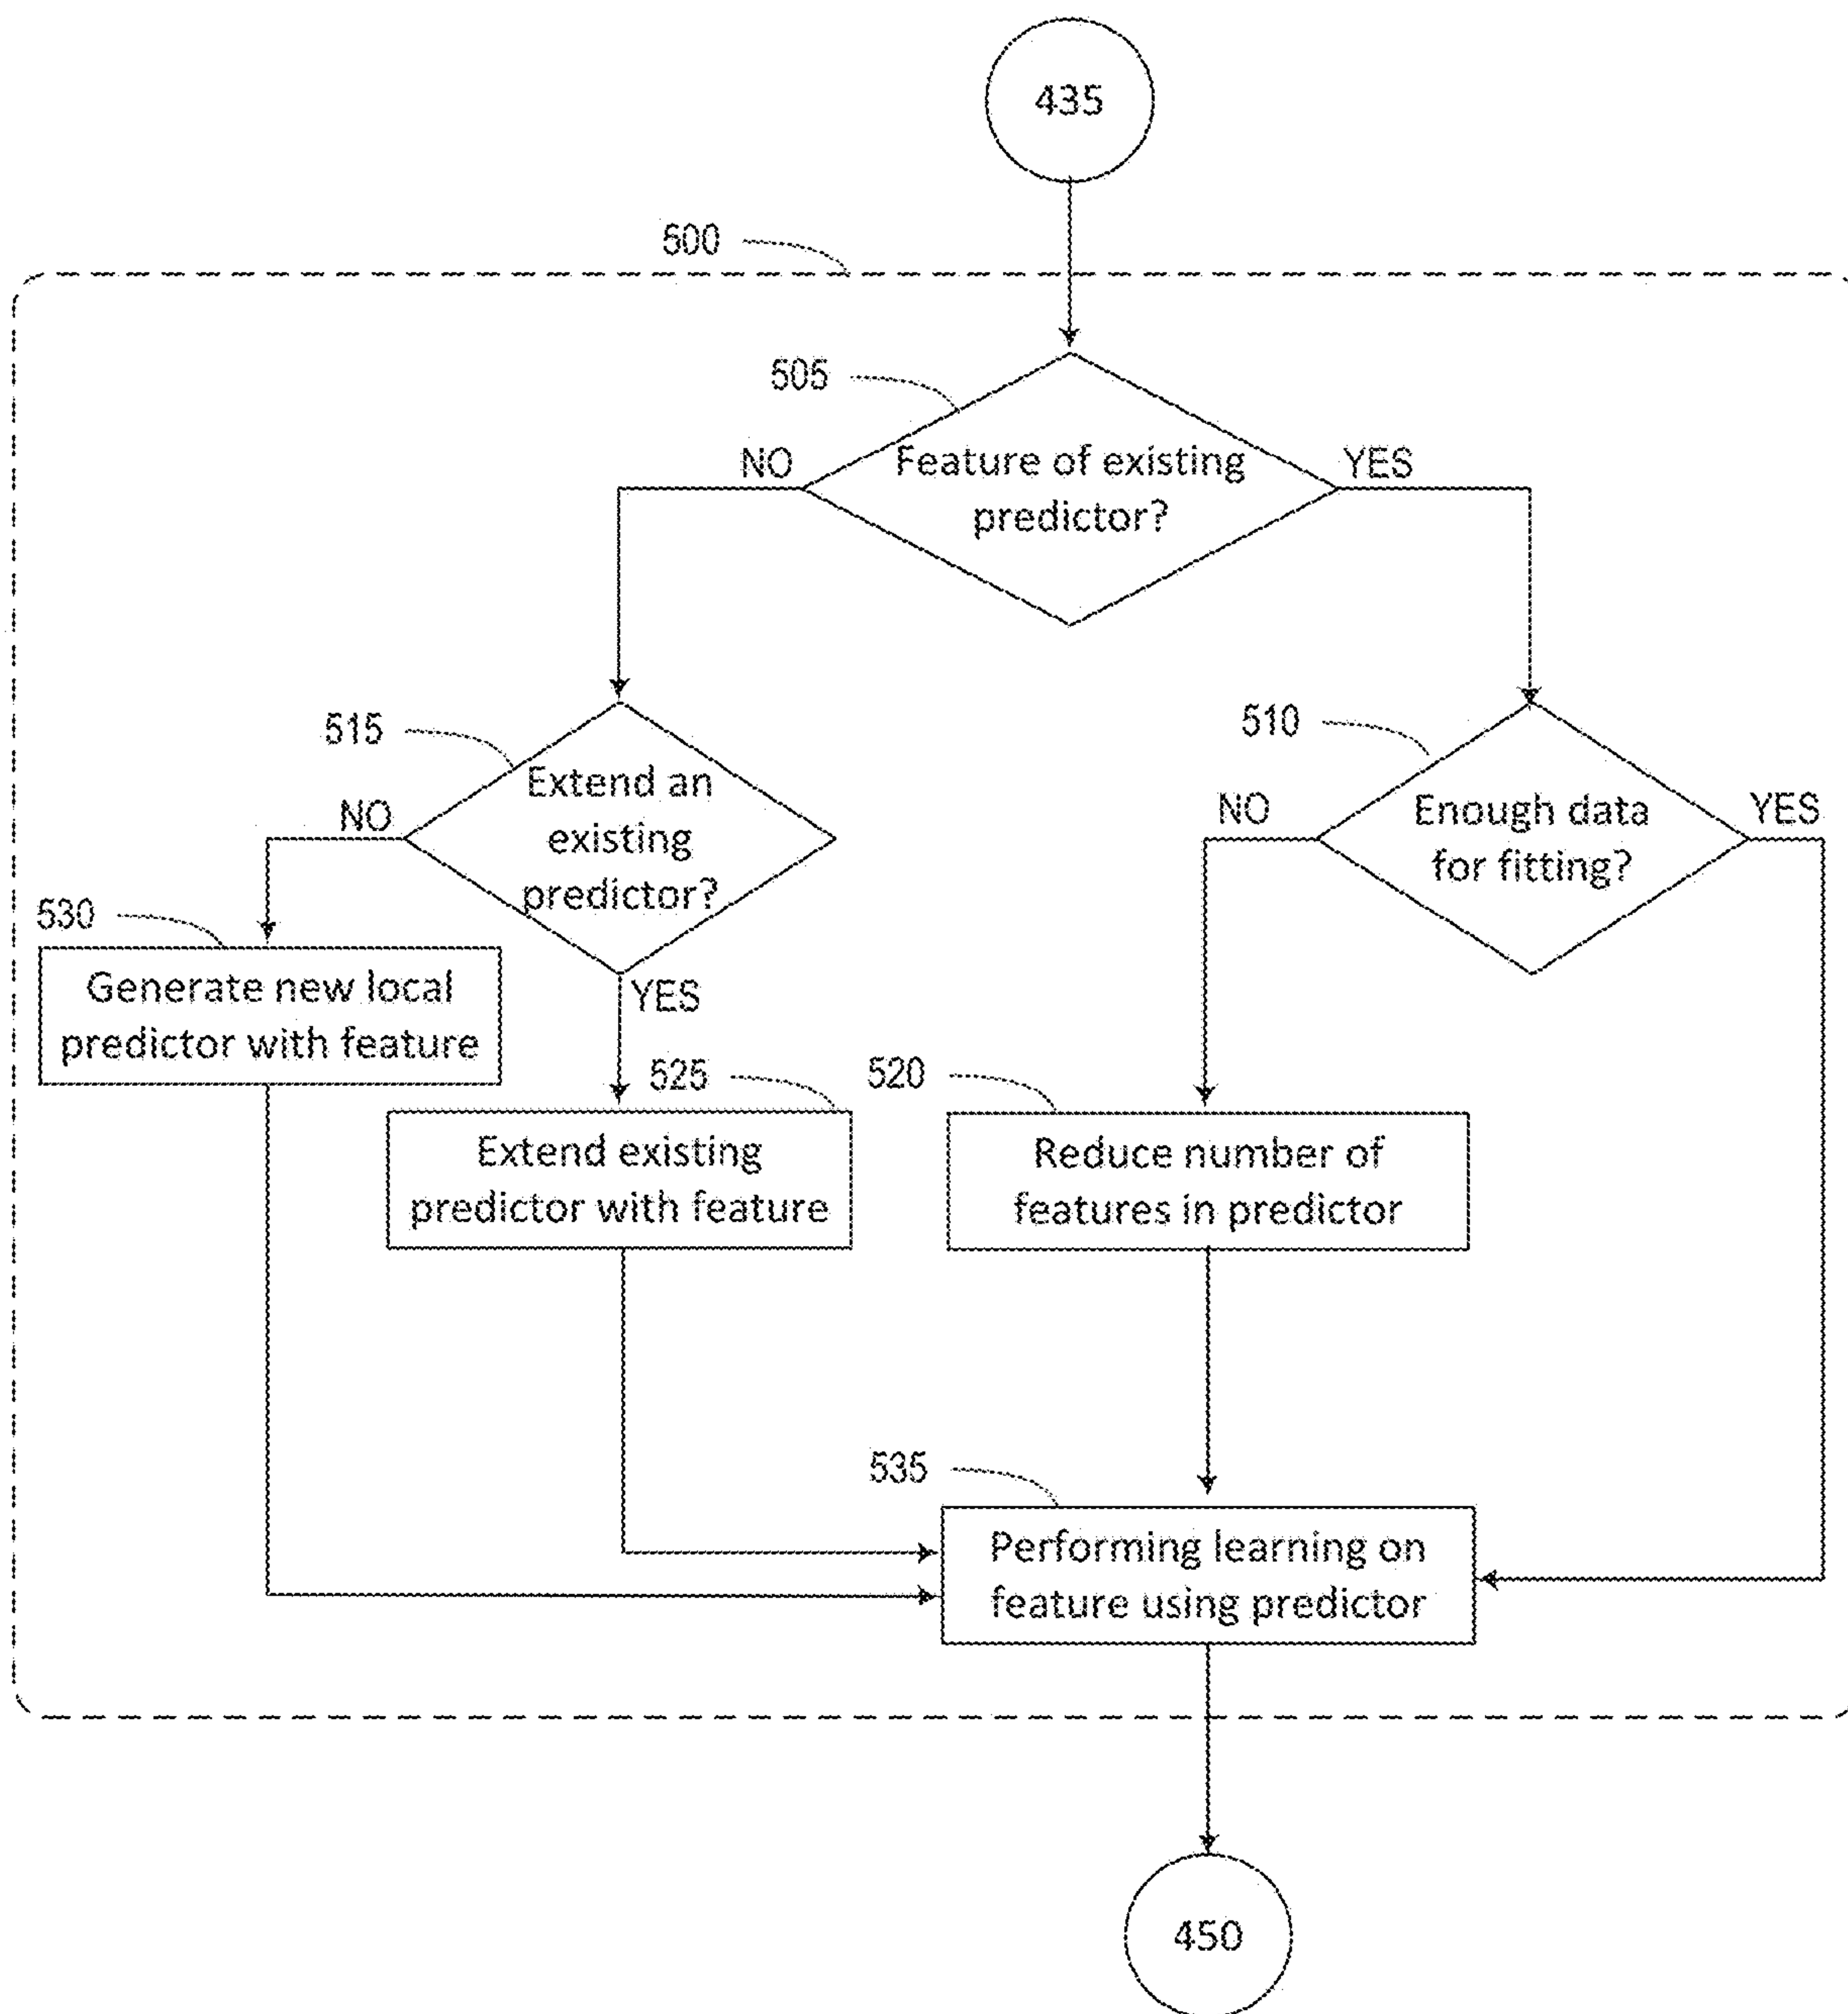 435
500
505
NO
Feature of existing
predictor?
YES
515
NO
Extend an
existing
predictor?
YES
510
NO
Enough data
for fitting?
YES
530
Generate new local
predictor with feature
525
Extend existing
predictor with feature
520
Reduce number of
features in predictor
535
Performing learning on
feature using predictor
450